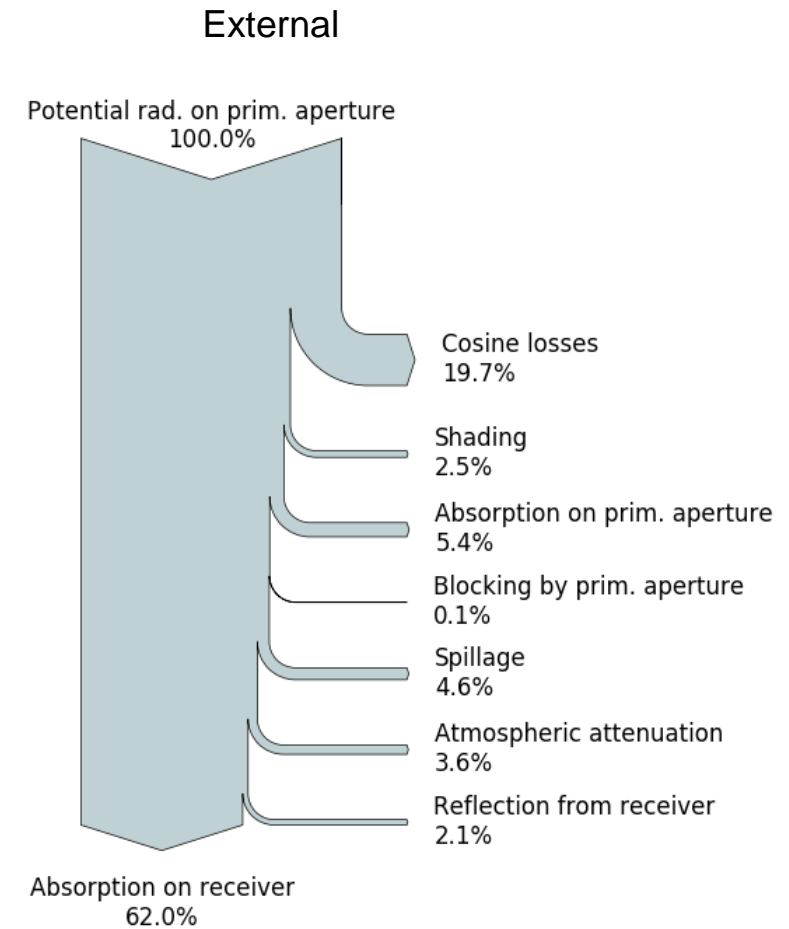 External
Potential rad. on prim. aperture
100.0%
Cosine losses
19.7%
Shading
2.5%
Absorption on prim. aperture
5.4%
Blocking by prim. aperture
0.1%
Spillage
4.6%
Atmospheric attenuation
3.6%
Reflection from receiver
2.1%
Absorption on receiver
62.0%